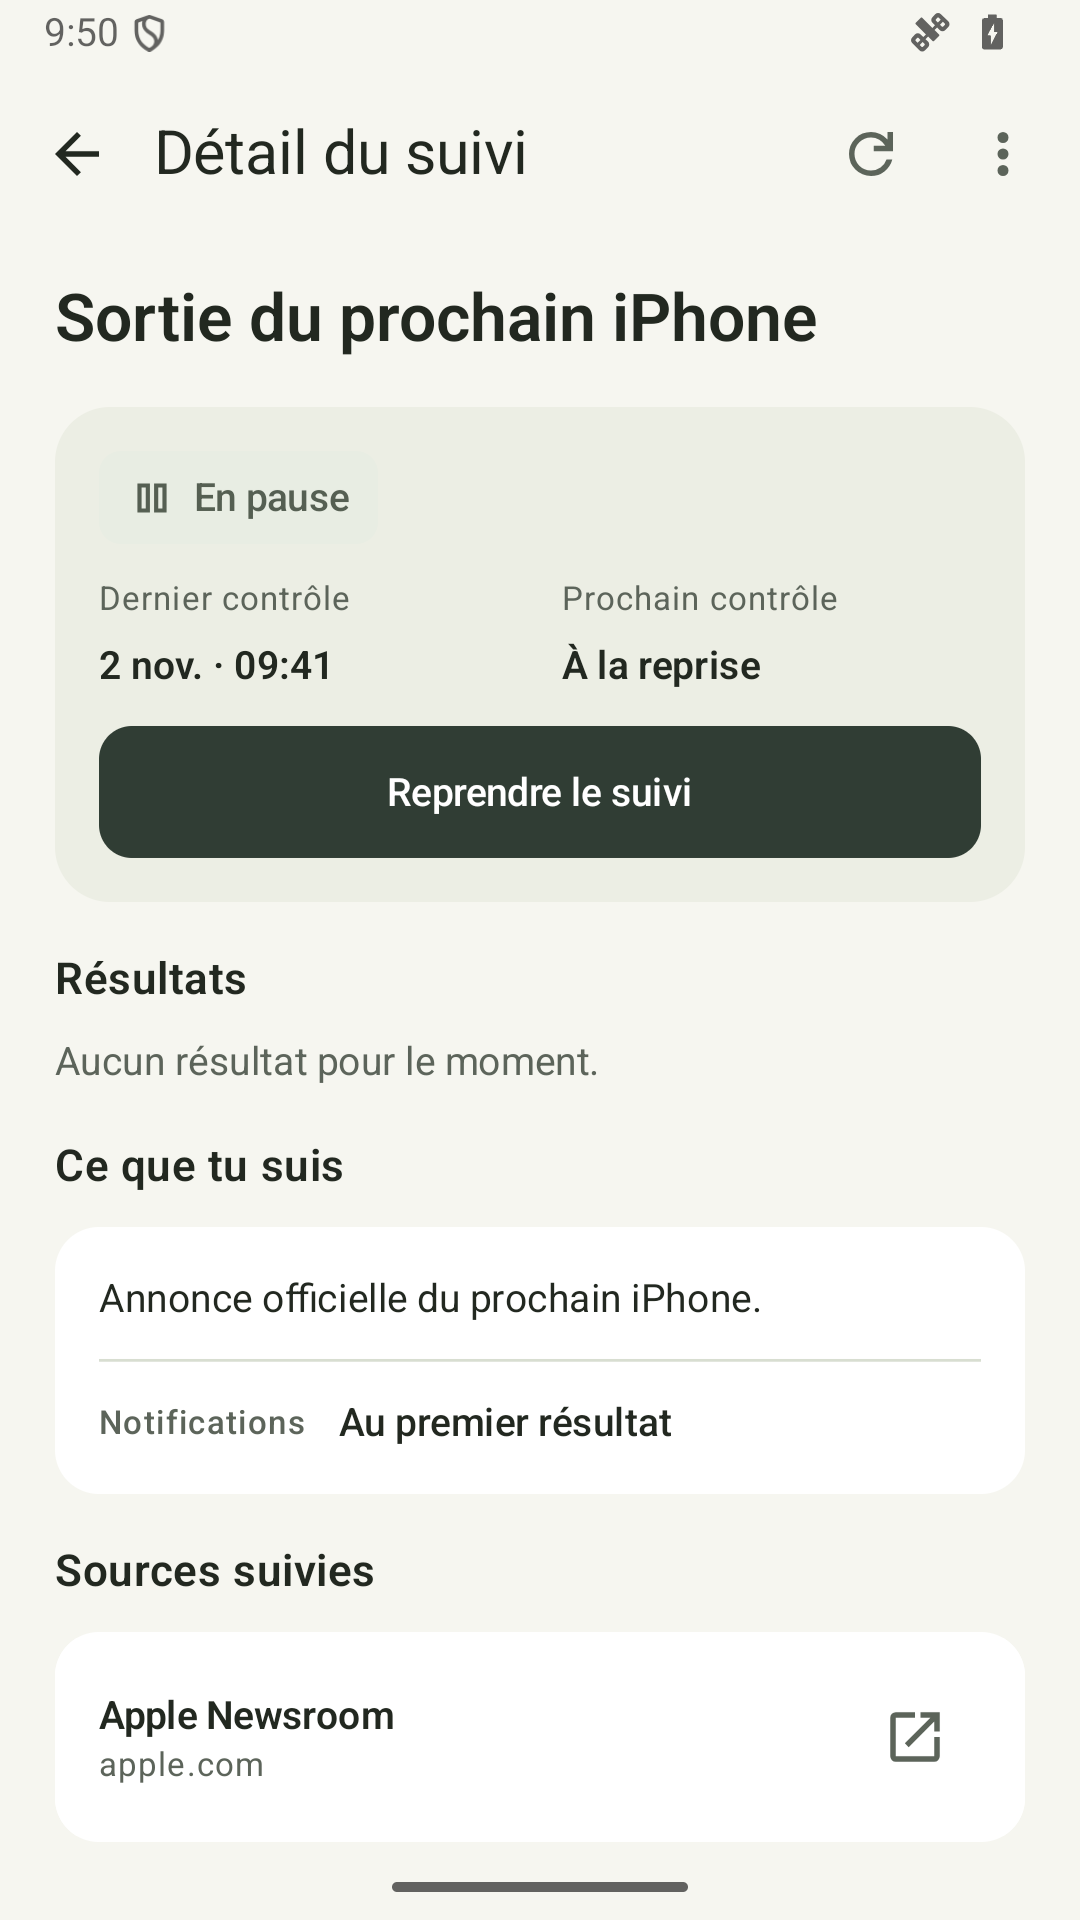 9:50
Détail du suivi
Sortie du prochain iPhone
En pause
Dernier contrôle
2 nov. · 09:41
Prochain contrôle
À la reprise
Reprendre le suivi
Résultats
Aucun résultat pour le moment.
Ce que tu suis
Annonce officielle du prochain iPhone.
Notifications Au premier résultat
Sources suivies
Apple Newsroom
apple.com